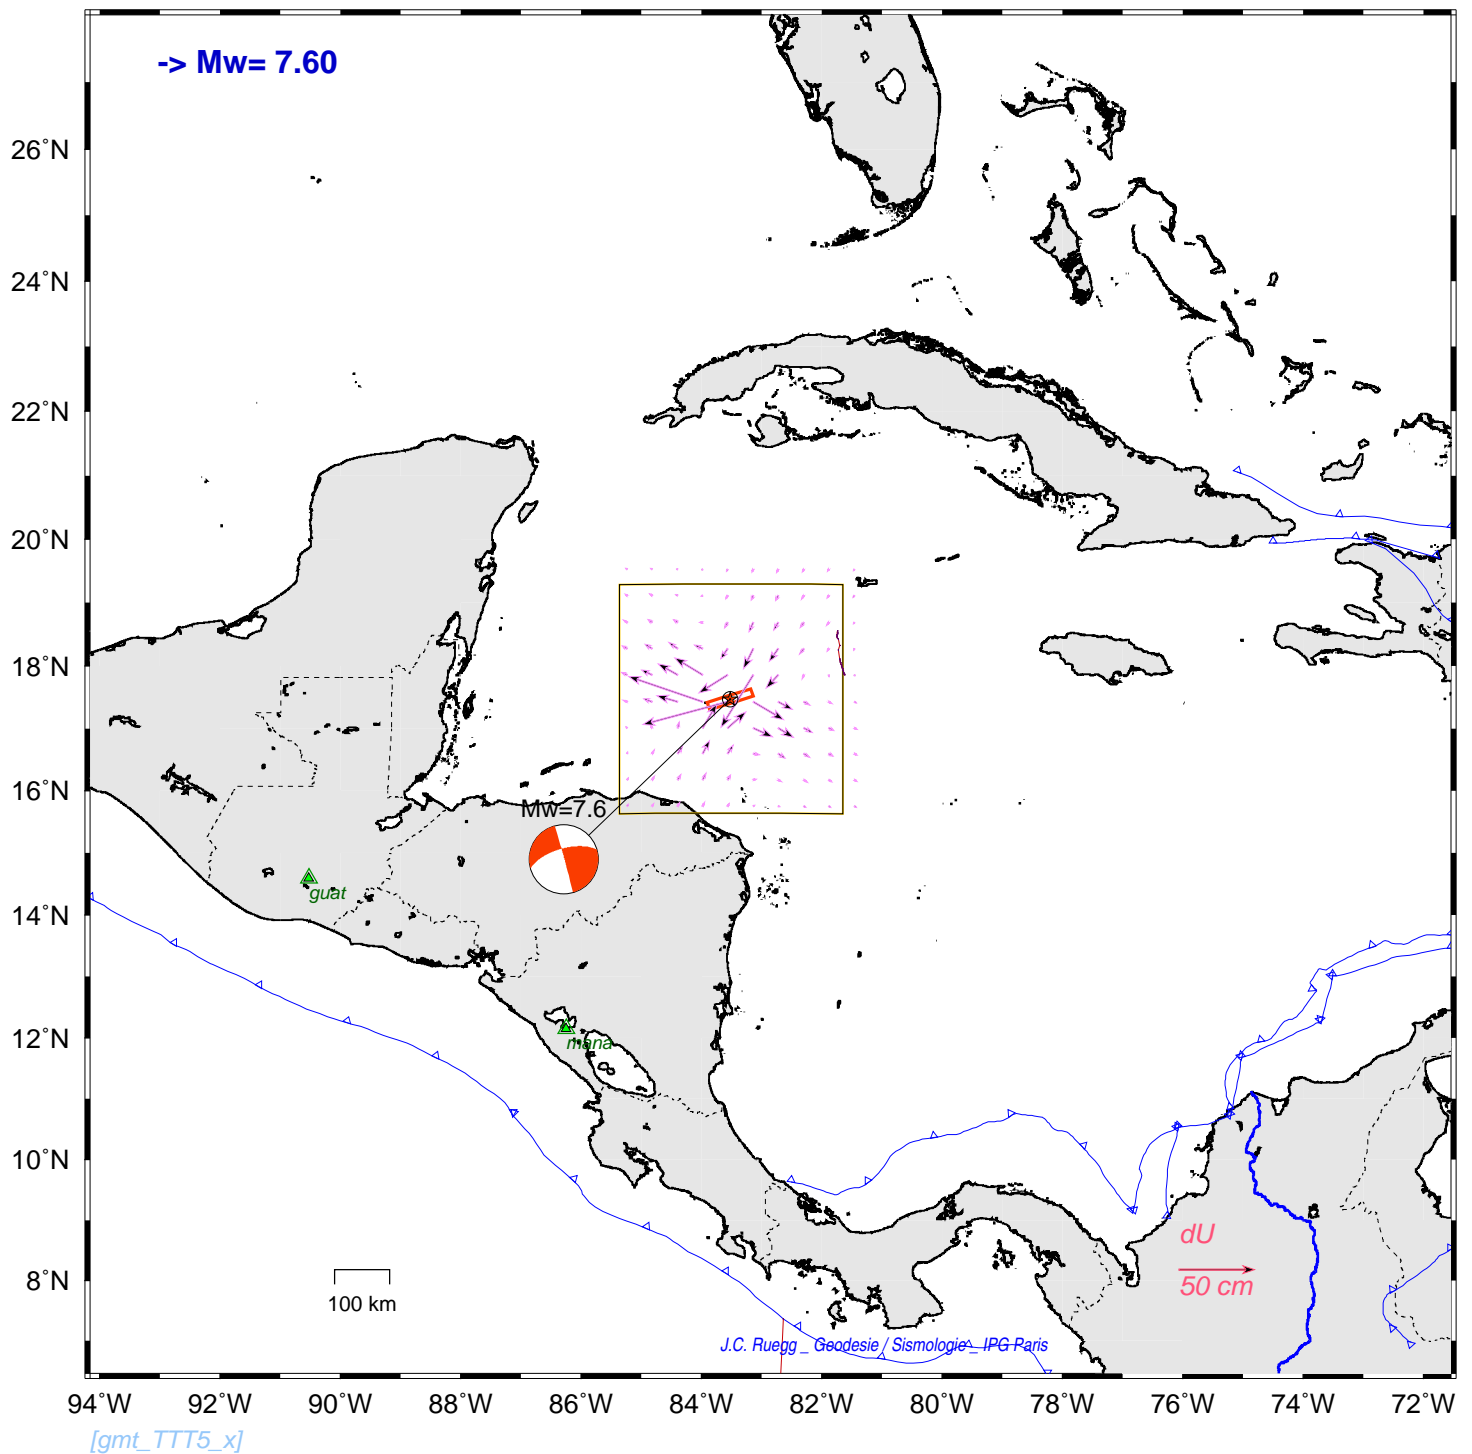 -> Mw= 7.60
26˚N
24˚N
22˚N
20˚N
18˚N
16˚N
14˚N
12˚N
10˚N
8˚N
Mw=7.6
guat
mana
dU
50 cm
100 km
J.C. Ruegg _ Geodesie / Sismologie _ IPG Paris
94˚W 92˚W 90˚W 88˚W 86˚W 84˚W 82˚W 80˚W 78˚W 76˚W 74˚W 72˚W
[gmt_TTT5_x]